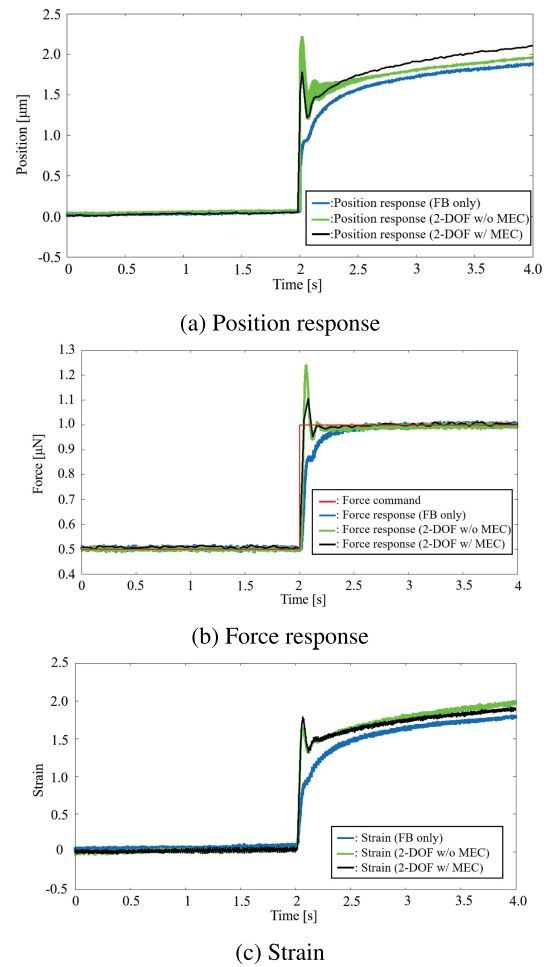 2.5
2.0
1.5
1.0
0.5
0.0
-0.5
Position [μm]
:Position response (FB only)
:Position response (2-DOF w/o MEC)
:Position response (2-DOF w/ MEC)
0 0.5 1 1.5 2 2.5 3 3.5 4.0
Time [s]
(a) Position response
1.3
1.2
1.1
1.0
0.9
0.8
0.7
0.6
0.5
0.4
Force [μN]
: Force command
: Force response (FB only)
: Force response (2-DOF w/o MEC)
: Force response (2-DOF w/ MEC)
0 0.5 1 1.5 2 2.5 3 3.5 4
Time [s]
(b) Force response
2.5
2.0
1.5
1.0
0.5
0
-0.5
Strain
: Strain (FB only)
: Strain (2-DOF w/o MEC)
: Strain (2-DOF w/ MEC)
0 0.5 1 1.5 2 2.5 3 3.5 4.0
Time [s]
(c) Strain